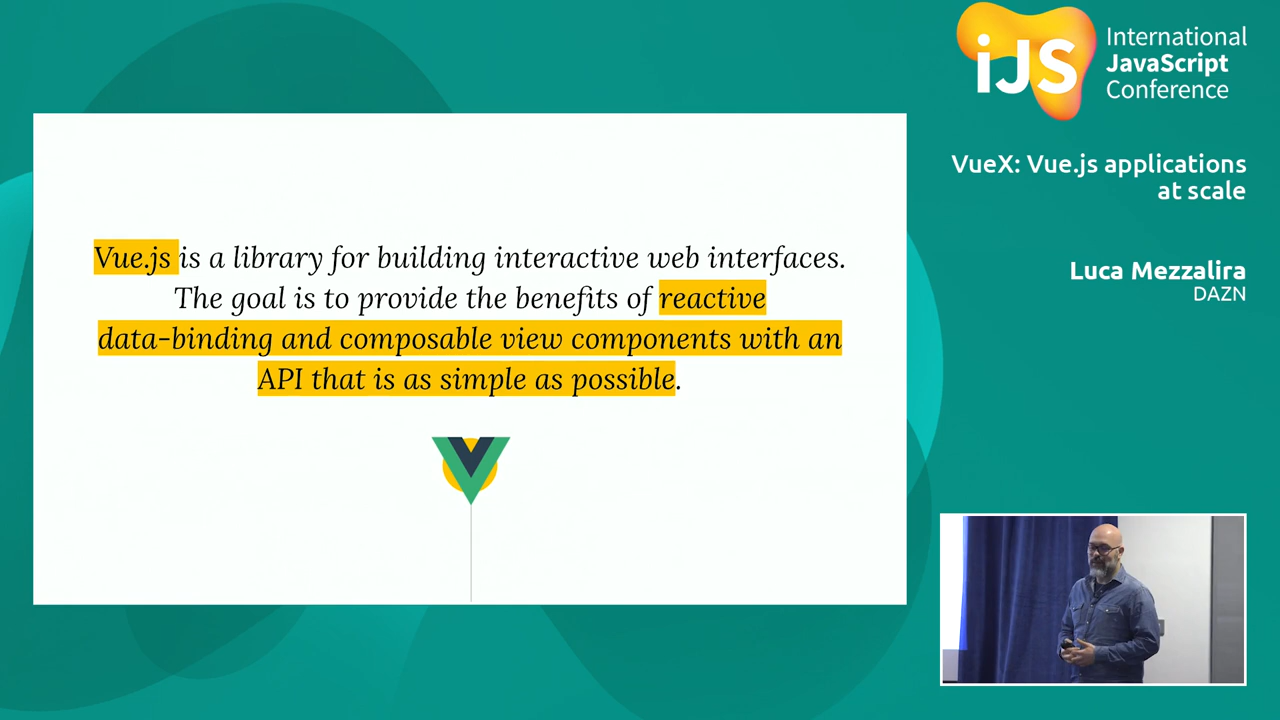 Vue.js is a library for building interactive web interfaces.
The goal is to provide the benefits of reactive
data-binding and composable view components with an
API that is as simple as possible.
iJS
International
JavaScript
Conference
VueX: Vue.js applications
at scale
Luca Mezzalira
DAZN